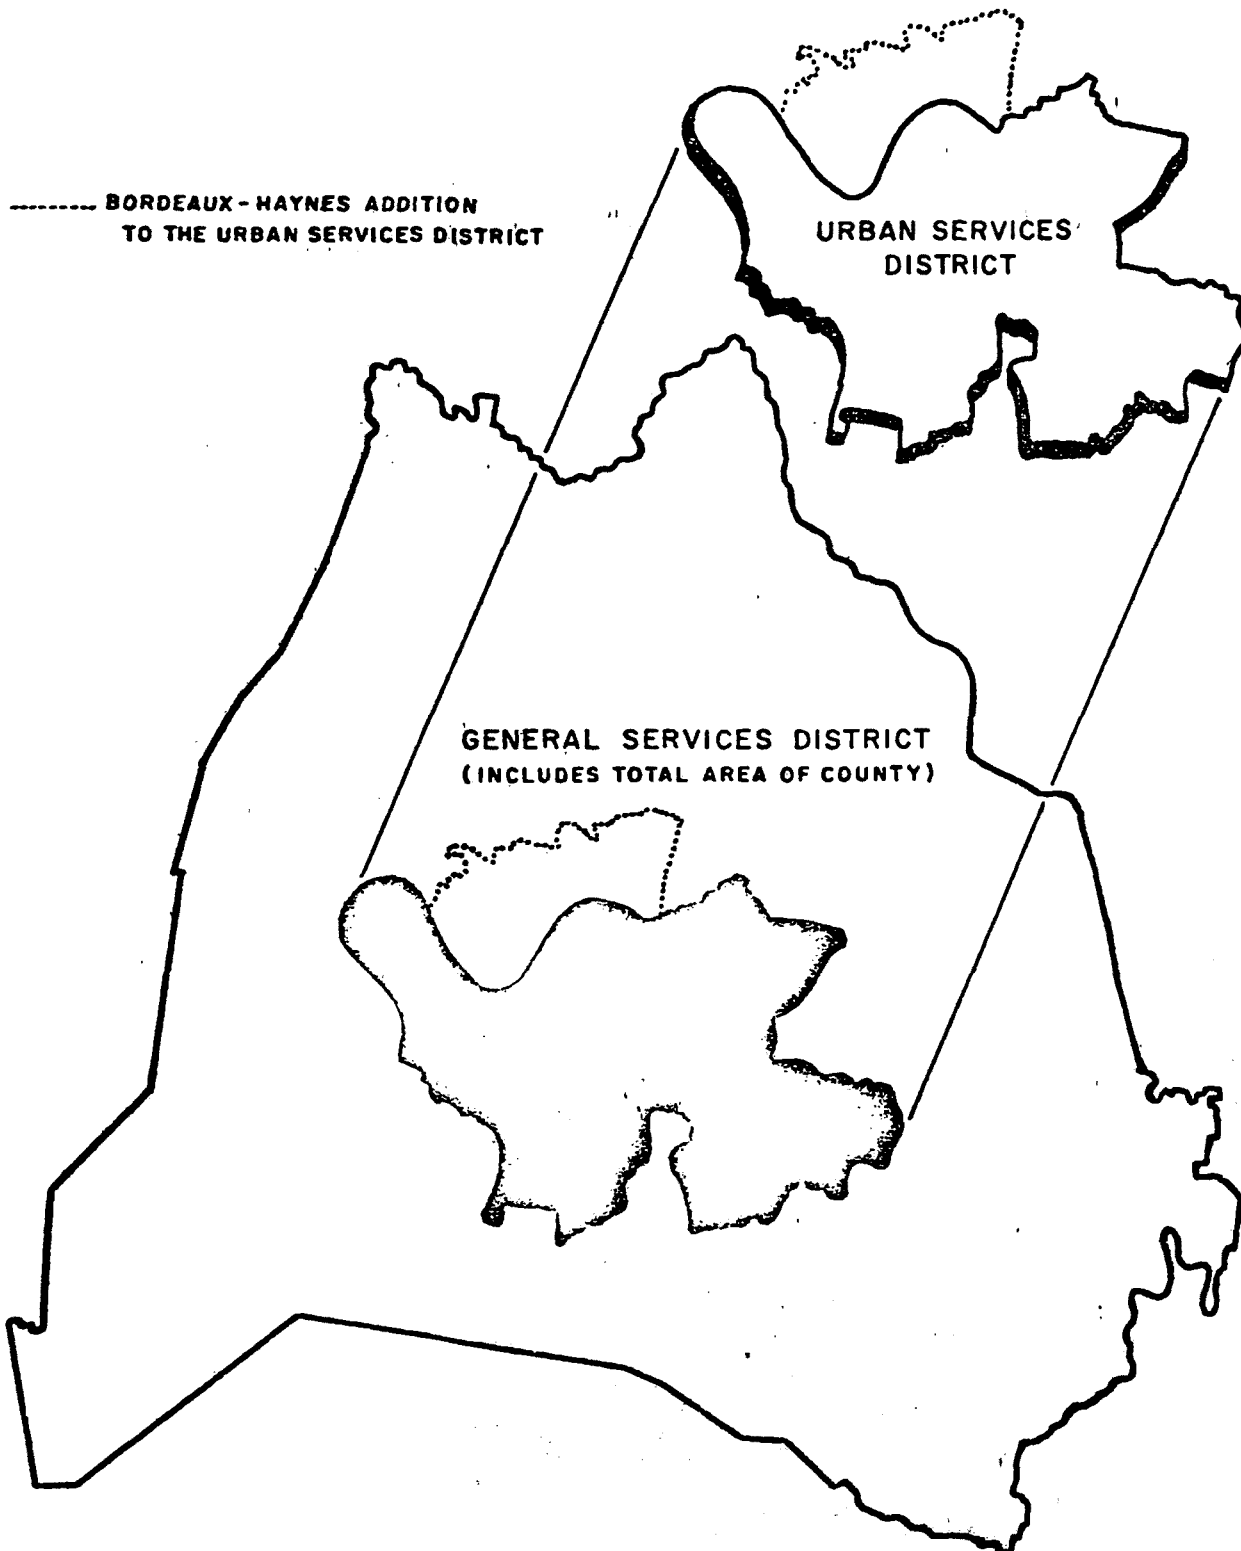 BORDEAUX-HAYNES ADDITION
TO THE URBAN SERVICES DISTRICT
URBAN SERVICES
DISTRICT
GENERAL SERVICES DISTRICT
(INCLUDES TOTAL AREA OF COUNTY)